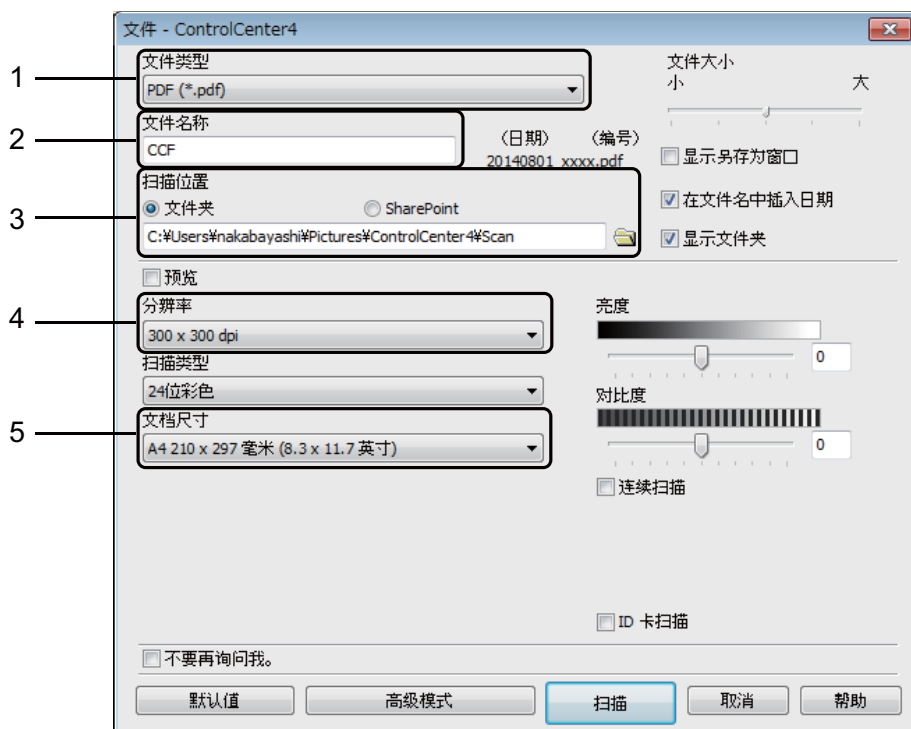 文件 - ControlCenter4
1
文件类型
PDF (*.pdf)
文件大小
小 大
2
文件名称
CCF
(日期) (编号)
20140801_xxxx.pdf
显示另存为窗口
3
扫描位置
文件夹 SharePoint
C:¥Users¥nakabayashi¥Pictures¥ControlCenter4¥Scan
在文件名中插入日期
显示文件夹
预览
4
分辨率
300 x 300 dpi
扫描类型
24位彩色
5
文档尺寸
A4 210 x 297 毫米 (8.3 x 11.7 英寸)
亮度
0
对比度
0
连续扫描
ID 卡扫描
不要再询问我。
默认值 高级模式 扫描 取消 帮助